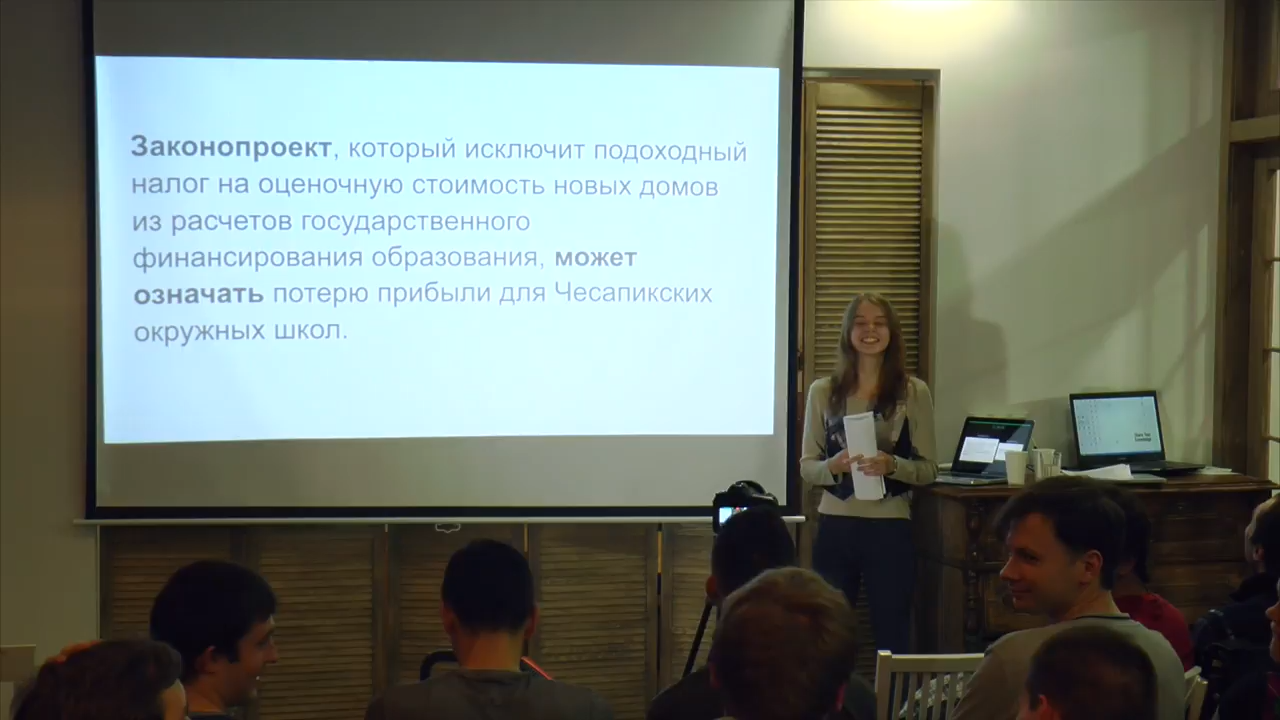 Законопроект, который исключит подоходный
налог на оценочную стоимость новых домов
из расчетов государственного
финансирования образования, может
означать потерю прибыли для Чесапикских
окружных школ.